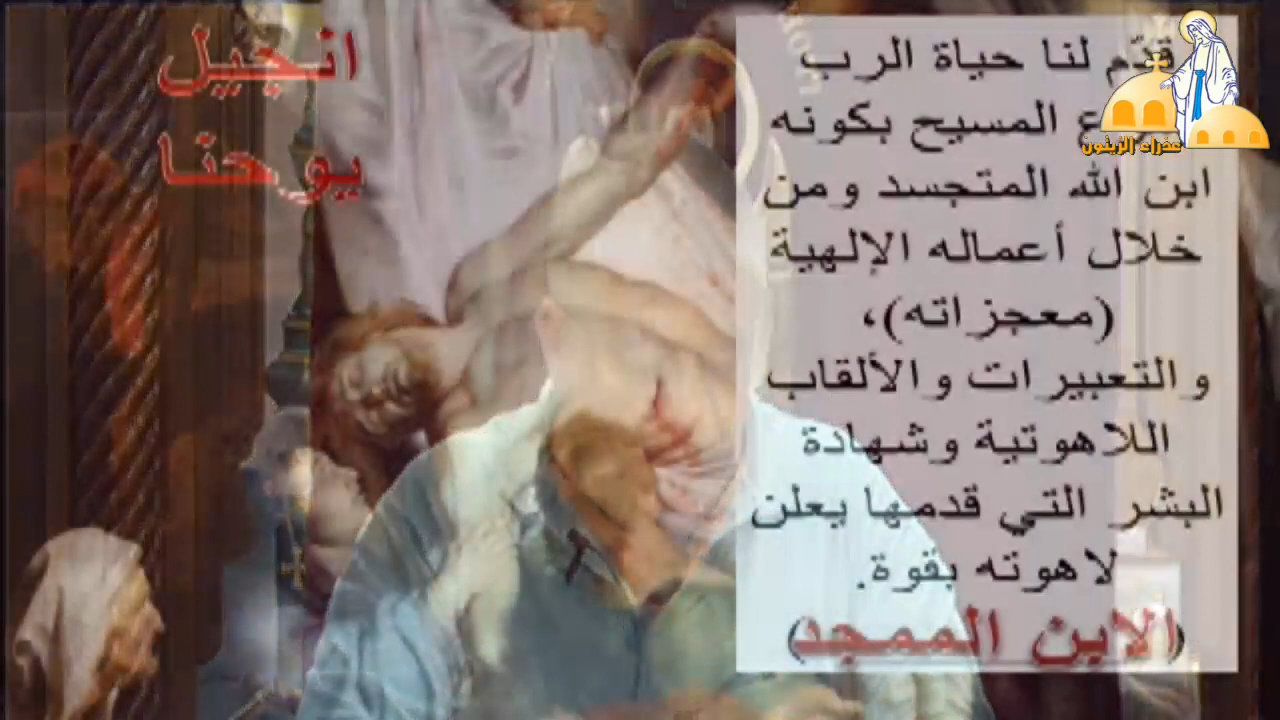 انجيل
يوحنا
قدّم لنا حياة الرب
المسيح بكونه
ابن الله المتجسد ومن
خلال أعماله الإلهية
(معجزاته)،
والتعبيرات والألقاب
اللاهوتية وشهادة
البشر التي قدمها يعلن
لاهوته بقوة.
(الابن الممجد)
عذراء الزيتون